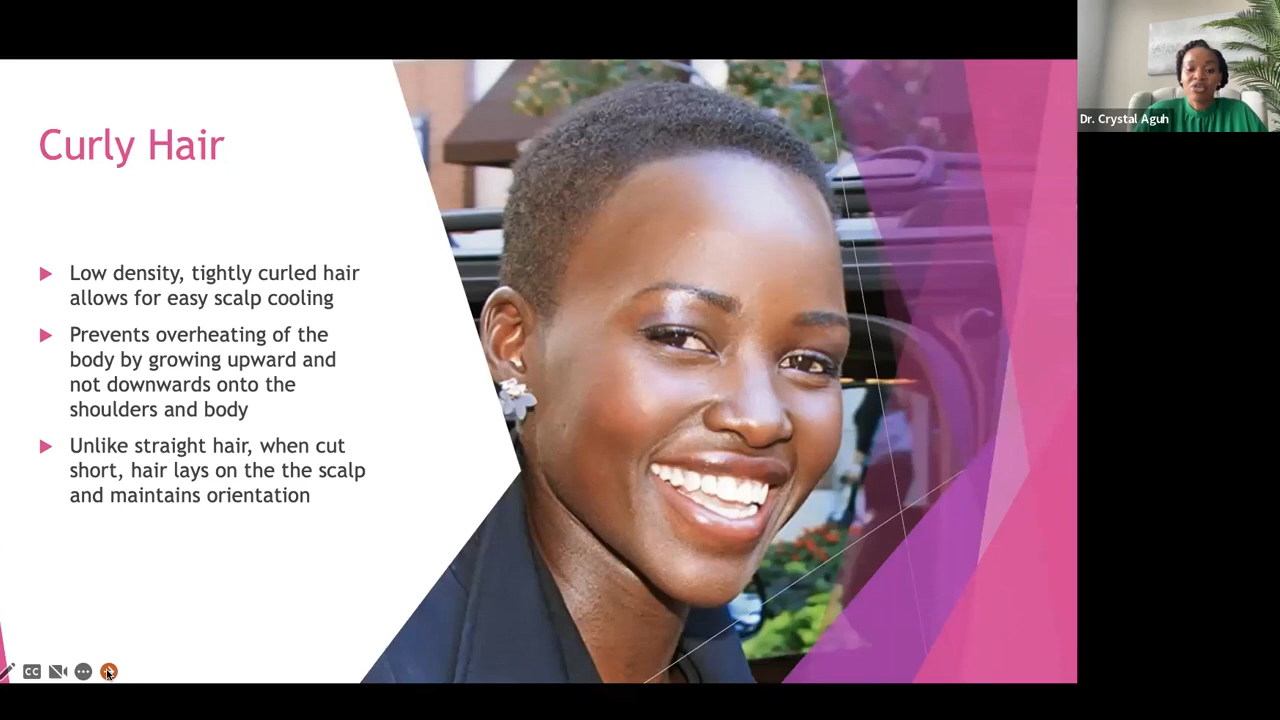 Curly Hair
Low density, tightly curled hair
allows for easy scalp cooling
Prevents overheating of the
body by growing upward and
not downwards onto the
shoulders and body
Unlike straight hair, when cut
short, hair lays on the the scalp
and maintains orientation
Dr. Crystal Aguh
CC